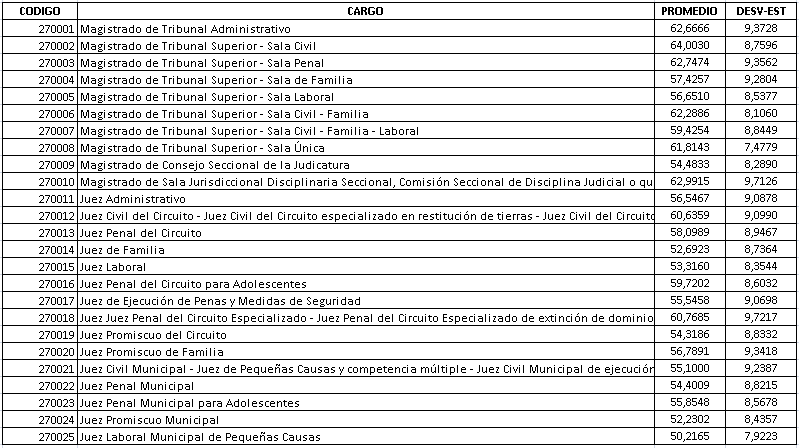 CODIGO CARGO PROMEDIO DESV-EST
270001 Magistrado de Tribunal Administrativo 62,6666 9,3728
270002 Magistrado de Tribunal Superior - Sala Civil 64,0030 8,7596
270003 Magistrado de Tribunal Superior - Sala Penal 62,7474 9,3562
270004 Magistrado de Tribunal Superior - Sala de Familia 57,4257 9,2804
270005 Magistrado de Tribunal Superior - Sala Laboral 56,6510 8,5377
270006 Magistrado de Tribunal Superior - Sala Civil - Familia 62,2886 8,1060
270007 Magistrado de Tribunal Superior - Sala Civil - Familia - Laboral 59,4254 8,8449
270008 Magistrado de Tribunal Superior - Sala Única 61,8143 7,4779
270009 Magistrado de Consejo Seccional de la Judicatura 54,4833 8,2890
270010 Magistrado de Sala Jurisdiccional Disciplinaria Seccional, Comisión Seccional de Disciplina Judicial o qu 62,9915 9,7126
270011 Juez Administrativo 56,5467 9,0878
270012 Juez Civil del Circuito - Juez Civil del Circuito especializado en restitución de tierras - Juez Civil del Circuito 60,6359 9,0990
270013 Juez Penal del Circuito 58,0989 8,9467
270014 Juez de Familia 52,6923 8,7364
270015 Juez Laboral 53,3160 8,3544
270016 Juez Penal del Circuito para Adolescentes 59,7202 8,6032
270017 Juez de Ejecución de Penas y Medidas de Seguridad 55,5458 9,0698
270018 Juez Juez Penal del Circuito Especializado - Juez Penal del Circuito Especializado de extinción de dominio 60,7685 9,7217
270019 Juez Promiscuo del Circuito 54,3186 8,8332
270020 Juez Promiscuo de Familia 56,7891 9,3418
270021 Juez Civil Municipal - Juez de Pequeñas Causas y competencia múltiple - Juez Civil Municipal de ejecución 55,1000 9,2387
270022 Juez Penal Municipal 54,4009 8,8215
270023 Juez Penal Municipal para Adolescentes 55,8548 8,5678
270024 Juez Promiscuo Municipal 52,2302 8,4357
270025 Juez Laboral Municipal de Pequeñas Causas 50,2165 7,9223